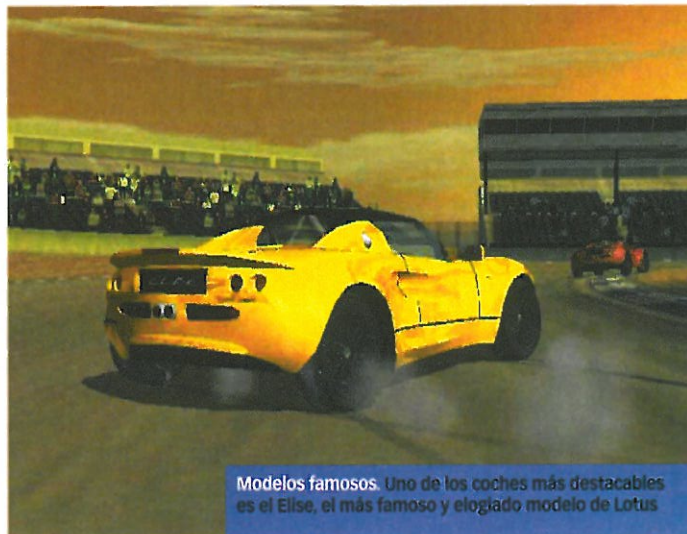 Modelos famosos. Uno de los coches más destacables
es el Elise, el más famoso y elogiado modelo de Lotus